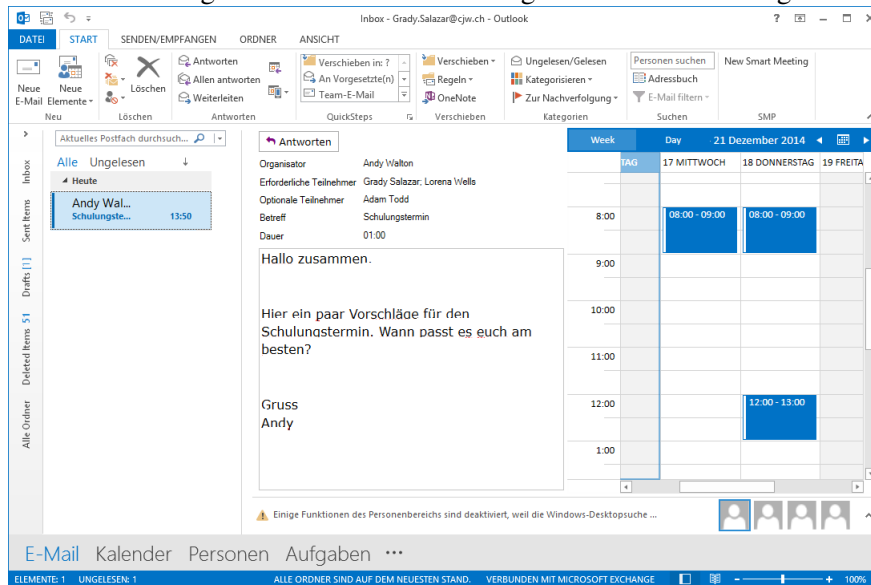 Inbox - Grady.Salazar@cjw.ch - Outlook
DATEI START SENDEN/EMPFANGEN ORDNER ANSICHT
Neue E-Mail
Neue Elemente
Neu
Löschen
Löschen
Antworten
Allen antworten
Weiterleiten
Antworten
Verschieben in: ?
An Vorgesetzte(n)
Team-E-Mail
QuickSteps
Verschieben
Regeln
OneNote
Verschieben
Ungelesen/Gelesen
Kategorisieren
Zur Nachverfolgung
Kategorien
Personen suchen
Adressbuch
E-Mail filtern
Suchen
New Smart Meeting
SMP
Inbox
Sent Items
Drafts [1]
Deleted Items 51
Alle Ordner
Aktuelles Postfach durchsuch...
Alle Ungelesen
Heute
Andy Wal...
Schulungste... 13:50
Antworten
Organisator Andy Walton
Erforderliche Teilnehmer Grady Salazar; Lorena Wells
Optionale Teilnehmer Adam Todd
Betreff Schulungstermin
Dauer 01:00
Hallo zusammen.
Hier ein paar Vorschläge für den
Schulungstermin. Wann passt es euch am
besten?
Gruss
Andy
Week Day 21 Dezember 2014
TAG 17 MITTWOCH 18 DONNERSTAG 19 FREITA
8:00 08:00 - 09:00 08:00 - 09:00
9:00
10:00
11:00
12:00 12:00 - 13:00
1:00
Einige Funktionen des Personenbereichs sind deaktiviert, weil die Windows-Desktopsuche ...
E-Mail Kalender Personen Aufgaben ...
ELEMENTE: 1 UNGELESEN: 1 ALLE ORDNER SIND AUF DEM NEUESTEN STAND. VERBUNDEN MIT MICROSOFT EXCHANGE 100%